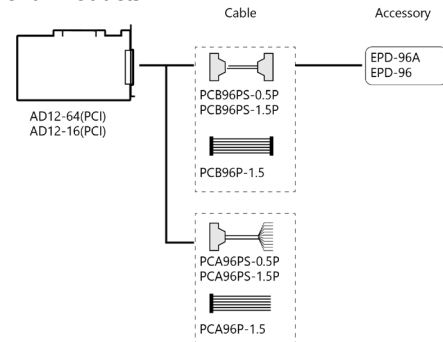 Cable
Accessory
EPD-96A
EPD-96
PCB96PS-0.5P
PCB96PS-1.5P
AD12-64(PCI)
AD12-16(PCI)
PCB96P-1.5
PCA96PS-0.5P
PCA96PS-1.5P
PCA96P-1.5